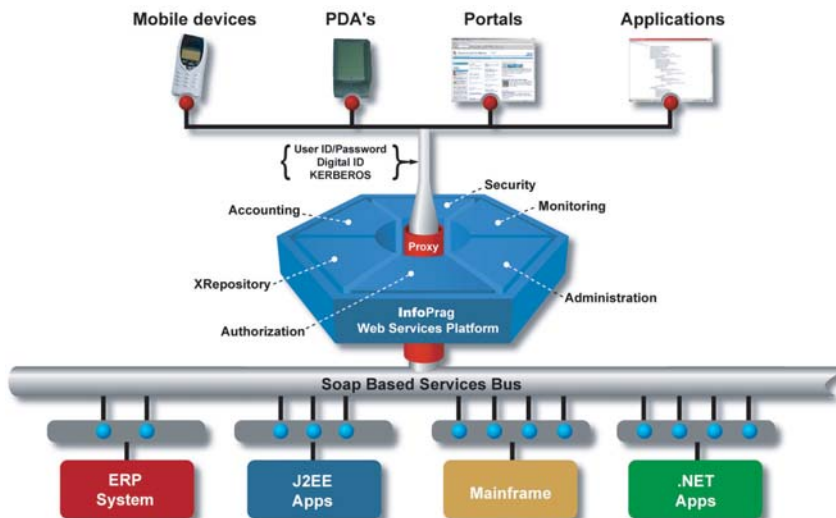 Mobile devices
PDA's
Portals
Applications
User ID/Password
Digital ID
KERBEROS
Security
Accounting
Monitoring
Proxy
XRepository
Administration
Authorization
InfoPrag
Web Services Platform
Soap Based Services Bus
ERP
System
J2EE
Apps
Mainframe
.NET
Apps